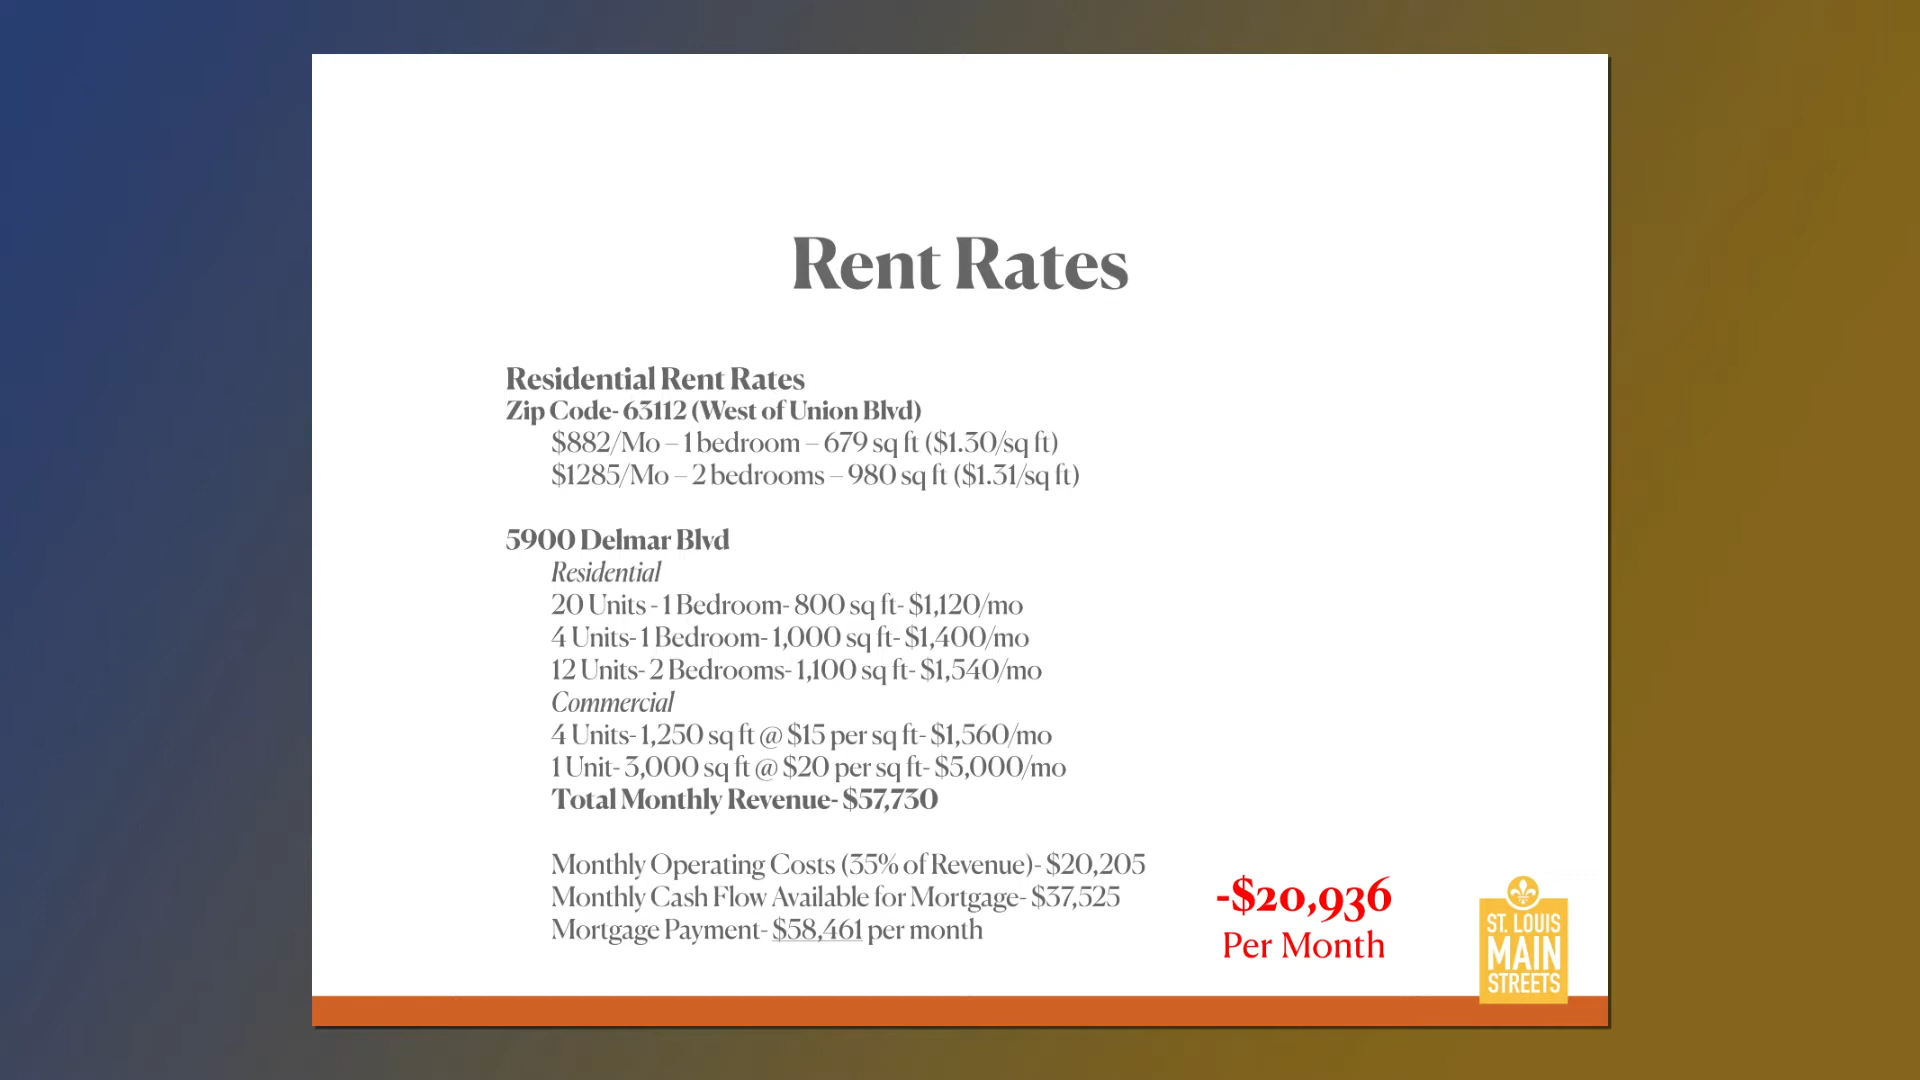 Rent Rates
Residential Rent Rates
Zip Code- 63112 (West of Union Blvd)
$882/Mo – 1 bedroom – 679 sq ft ($1.30/sq ft)
$1285/Mo – 2 bedrooms – 980 sq ft ($1.31/sq ft)
5900 Delmar Blvd
Residential
20 Units - 1 Bedroom- 800 sq ft- $1,120/mo
4 Units- 1 Bedroom- 1,000 sq ft- $1,400/mo
12 Units- 2 Bedrooms- 1,100 sq ft- $1,540/mo
Commercial
4 Units- 1,250 sq ft @ $15 per sq ft- $1,560/mo
1 Unit- 3,000 sq ft @ $20 per sq ft- $5,000/mo
Total Monthly Revenue- $57,730
Monthly Operating Costs (35% of Revenue)- $20,205
Monthly Cash Flow Available for Mortgage- $37,525
Mortgage Payment- $58,461 per month
-$20,936
Per Month
ST. LOUIS
MAIN
STREETS